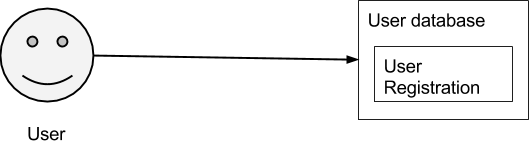 User database
User
Registration
User